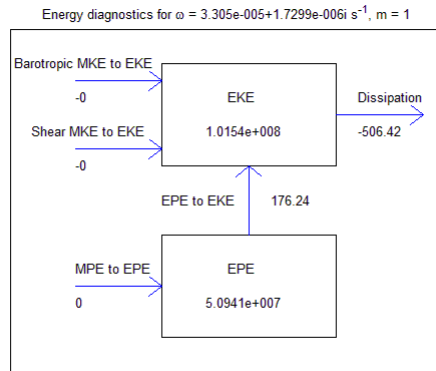 Energy diagnostics for ω = 3.305e-005+1.7299e-006i s⁻¹, m = 1
Barotropic MKE to EKE
-0
EKE
Dissipation
1.0154e+008
-506.42
Shear MKE to EKE
-0
EPE to EKE 176.24
MPE to EPE
EPE
0
5.0941e+007